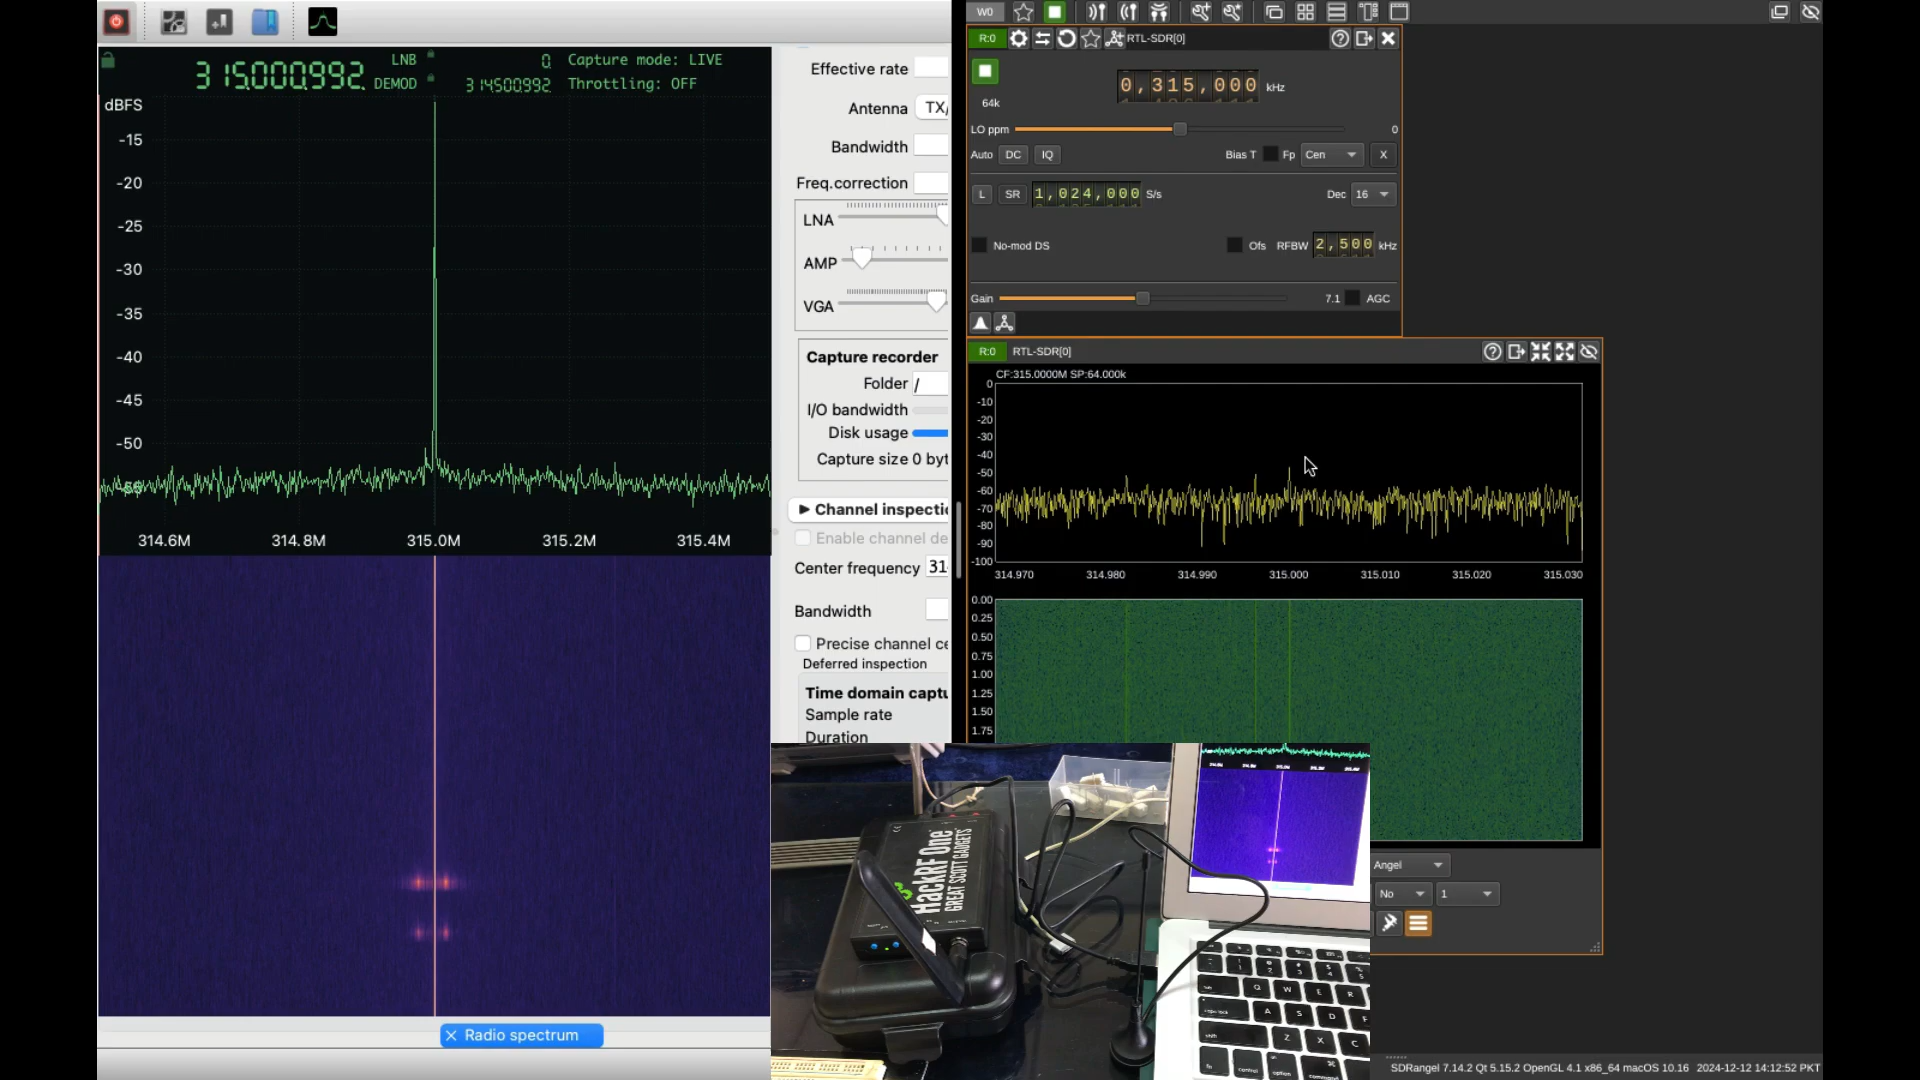 LNB
315.000.992. DEMOD
0.
314500992
Capture mode: LIVE
Throttling: OFF
dBFS
-15
-20
-25
-30
-35
-40
-45
-50
-55
314.6M 314.8M 315.0M 315.2M 315.4M
Radio spectrum
Effective rate
Antenna TX/
Bandwidth
Freq.correction
LNA
AMP
VGA
Capture recorder
Folder /
I/O bandwidth
Disk usage
Capture size 0 byt
Channel inspectio
Enable channel de
Center frequency 31
Bandwidth
Precise channel ce
Deferred inspection
Time domain captu
Sample rate
Duration
W0
R:0 RTL-SDR[0]
64k
0,315,000 kHz
LO ppm 0
Auto DC IQ Bias T Fp Cen X
L SR 1,024,000 S/s Dec 16
No-mod DS Ofs RFBW 2,500 kHz
Gain 7.1 AGC
R:0 RTL-SDR[0]
CF:315.0000M SP:64.000k
0
-10
-20
-30
-40
-50
-60
-70
-80
-90
-100
314.970 314.980 314.990 315.000 315.010 315.020 315.030
0.00
0.25
0.50
0.75
1.00
1.25
1.50
1.75
Angel
No 1
HackRF One
GREAT SCOTT GADGETS
SDRangel 7.14.2 Qt 5.15.2 OpenGL 4.1 x86_64 macOS 10.16 2024-12-12 14:12:52 PKT